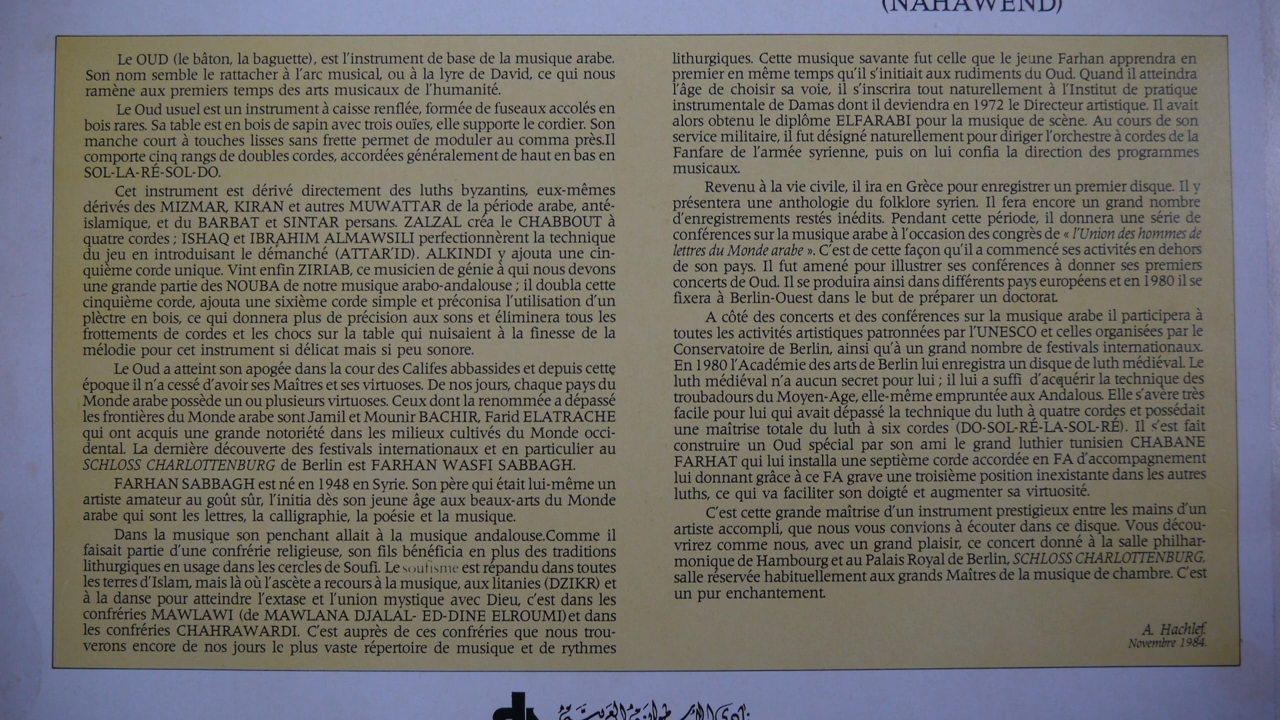 (NAHAWEND)
Le OUD (le bâton, la baguette), est l'instrument de base de la musique arabe.
Son nom semble le rattacher à l'arc musical, ou à la lyre de David, ce qui nous
ramène aux premiers temps des arts musicaux de l'humanité.
Le Oud usuel est un instrument à caisse renflée, formée de fuseaux accolés en
bois rares. Sa table est en bois de sapin avec trois ouïes, elle supporte le cordier. Son
manche court à touches lisses sans frette permet de moduler au comma près.Il
comporte cinq rangs de doubles cordes, accordées généralement de haut en bas en
SOL-LA-RÉ-SOL-DO.
Cet instrument est dérivé directement des luths byzantins, eux-mêmes
dérivés des MIZMAR, KIRAN et autres MUWATTAR de la période arabe, anté-
islamique, et du BARBAT et SINTAR persans. ZALZAL créa le CHABBOUT à
quatre cordes ; ISHAQ et IBRAHIM ALMAWSILI perfectionnèrent la technique
du jeu en introduisant le démanché (ATTAR'ID). ALKINDI y ajouta une cin-
quième corde unique. Vint enfin ZIRIAB, ce musicien de génie à qui nous devons
une grande partie des NOUBA de notre musique arabo-andalouse ; il doubla cette
cinquième corde, ajouta une sixième corde simple et préconisa l'utilisation d'un
plèctre en bois, ce qui donnera plus de précision aux sons et éliminera tous les
frottements de cordes et les chocs sur la table qui nuisaient à la finesse de la
mélodie pour cet instrument si délicat mais si peu sonore.
Le Oud a atteint son apogée dans la cour des Califes abbassides et depuis cette
époque il n'a cessé d'avoir ses Maîtres et ses virtuoses. De nos jours, chaque pays du
Monde arabe possède un ou plusieurs virtuoses. Ceux dont la renommée a dépassé
les frontières du Monde arabe sont Jamil et Mounir BACHIR, Farid ELATRACHE
qui ont acquis une grande notoriété dans les milieux cultivés du Monde occi-
dental. La dernière découverte des festivals internationaux et en particulier au
SCHLOSS CHARLOTTENBURG de Berlin est FARHAN WASFI SABBAGH.
FARHAN SABBAGH est né en 1948 en Syrie. Son père qui était lui-même un
artiste amateur au goût sûr, l'initia dès son jeune âge aux beaux-arts du Monde
arabe qui sont les lettres, la calligraphie, la poésie et la musique.
Dans la musique son penchant allait à la musique andalouse.Comme il
faisait partie d'une confrérie religieuse, son fils bénéficia en plus des traditions
lithurgiques en usage dans les cercles de Soufi. Le soufisme est répandu dans toutes
les terres d'Islam, mais là où l'ascète a recours à la musique, aux litanies (DZIKR) et
à la danse pour atteindre l'extase et l'union mystique avec Dieu, c'est dans les
confréries MAWLAWI (de MAWLANA DJALAL- ED-DINE ELROUMI)et dans
les confréries CHAHRAWARDI. C'est auprès de ces confréries que nous trou-
verons encore de nos jours le plus vaste répertoire de musique et de rythmes
lithurgiques. Cette musique savante fut celle que le jeune Farhan apprendra en
premier en même temps qu'il s'initiait aux rudiments du Oud. Quand il atteindra
l'âge de choisir sa voie, il s'inscrira tout naturellement à l'Institut de pratique
instrumentale de Damas dont il deviendra en 1972 le Directeur artistique. Il avait
alors obtenu le diplôme ELFARABI pour la musique de scène. Au cours de son
service militaire, il fut désigné naturellement pour diriger l'orchestre à cordes de la
Fanfare de l'armée syrienne, puis on lui confia la direction des programmes
musicaux.
Revenu à la vie civile, il ira en Grèce pour enregistrer un premier disque. Il y
présentera une anthologie du folklore syrien. Il fera encore un grand nombre
d'enregistrements restés inédits. Pendant cette période, il donnera une série de
conférences sur la musique arabe à l'occasion des congrès de « l'Union des hommes de
lettres du Monde arabe ». C'est de cette façon qu'il a commencé ses activités en dehors
de son pays. Il fut amené pour illustrer ses conférences à donner ses premiers
concerts de Oud. Il se produira ainsi dans différents pays européens et en 1980 il se
fixera à Berlin-Ouest dans le but de préparer un doctorat.
A côté des concerts et des conférences sur la musique arabe il participera à
toutes les activités artistiques patronnées par l'UNESCO et celles organisées par le
Conservatoire de Berlin, ainsi qu'à un grand nombre de festivals internationaux.
En 1980 l'Académie des arts de Berlin lui enregistra un disque de luth médiéval. Le
luth médiéval n'a aucun secret pour lui ; il lui a suffi d'acquérir la technique des
troubadours du Moyen-Age, elle-même empruntée aux Andalous. Elle s'avère très
facile pour lui qui avait dépassé la technique du luth à quatre cordes et possédait
une maîtrise totale du luth à six cordes (DO-SOL-RÉ-LA-SOL-RÉ). Il s'est fait
construire un Oud spécial par son ami le grand luthier tunisien CHABANE
FARHAT qui lui installa une septième corde accordée en FA d'accompagnement
lui donnant grâce à ce FA grave une troisième position inexistante dans les autres
luths, ce qui va faciliter son doigté et augmenter sa virtuosité.
C'est cette grande maîtrise d'un instrument prestigieux entre les mains d'un
artiste accompli, que nous vous convions à écouter dans ce disque. Vous décou-
vrirez comme nous, avec un grand plaisir, ce concert donné à la salle philhar-
monique de Hambourg et au Palais Royal de Berlin, SCHLOSS CHARLOTTENBURG,
salle réservée habituellement aux grands Maîtres de la musique de chambre. C'est
un pur enchantement.
A. Hachlef.
Novembre 1984.